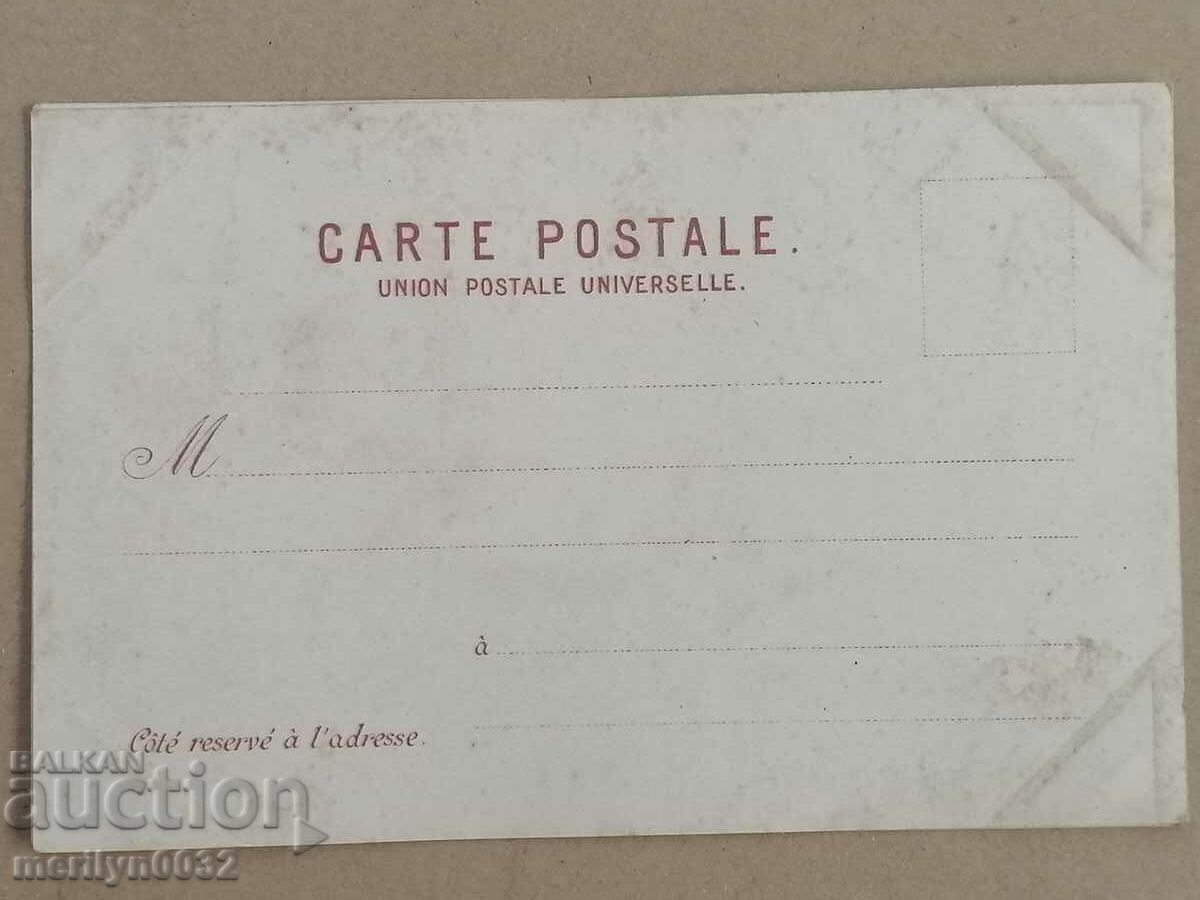 CARTE POSTALE.
UNION POSTALE UNIVERSELLE.
M
à
Côté reservé à l'adresse.
BALKAN
auction
merilyn0032